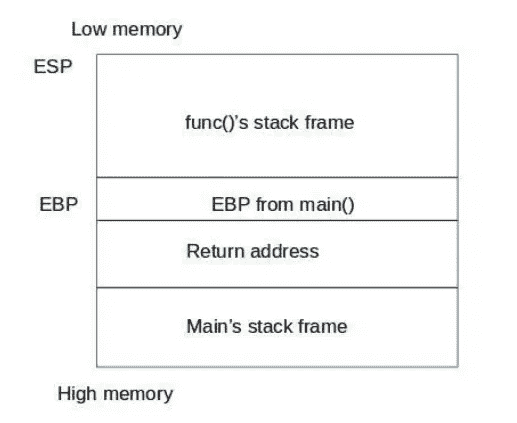 Low memory
ESP
func()'s stack frame
EBP
EBP from main()
Return address
Main's stack frame
High memory